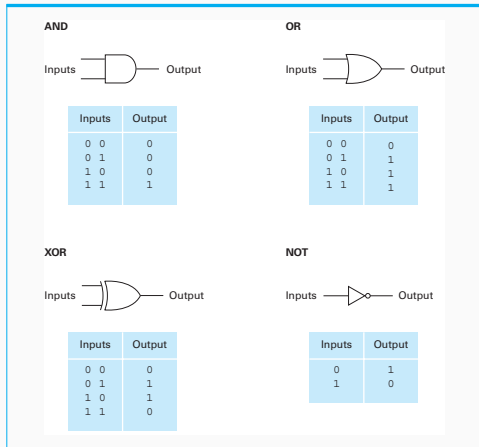 AND
OR
Inputs Output
Inputs Output
Inputs Output
Inputs Output
0 0 0
0 1 0
1 0 0
1 1 1
0 0 0
0 1 1
1 0 1
1 1 1
XOR
NOT
Inputs Output
Inputs Output
Inputs Output
Inputs Output
0 0 0
0 1 1
1 0 1
1 1 0
0 1
1 0